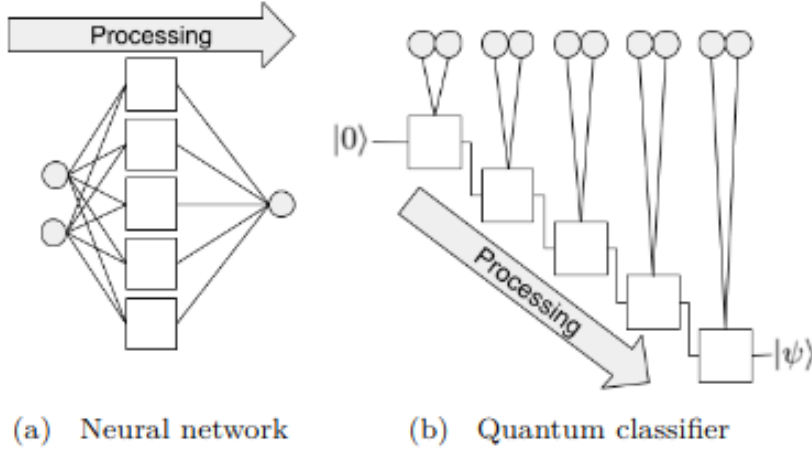 Processing
|0⟩
Processing
|ψ⟩
(a) Neural network
(b) Quantum classifier